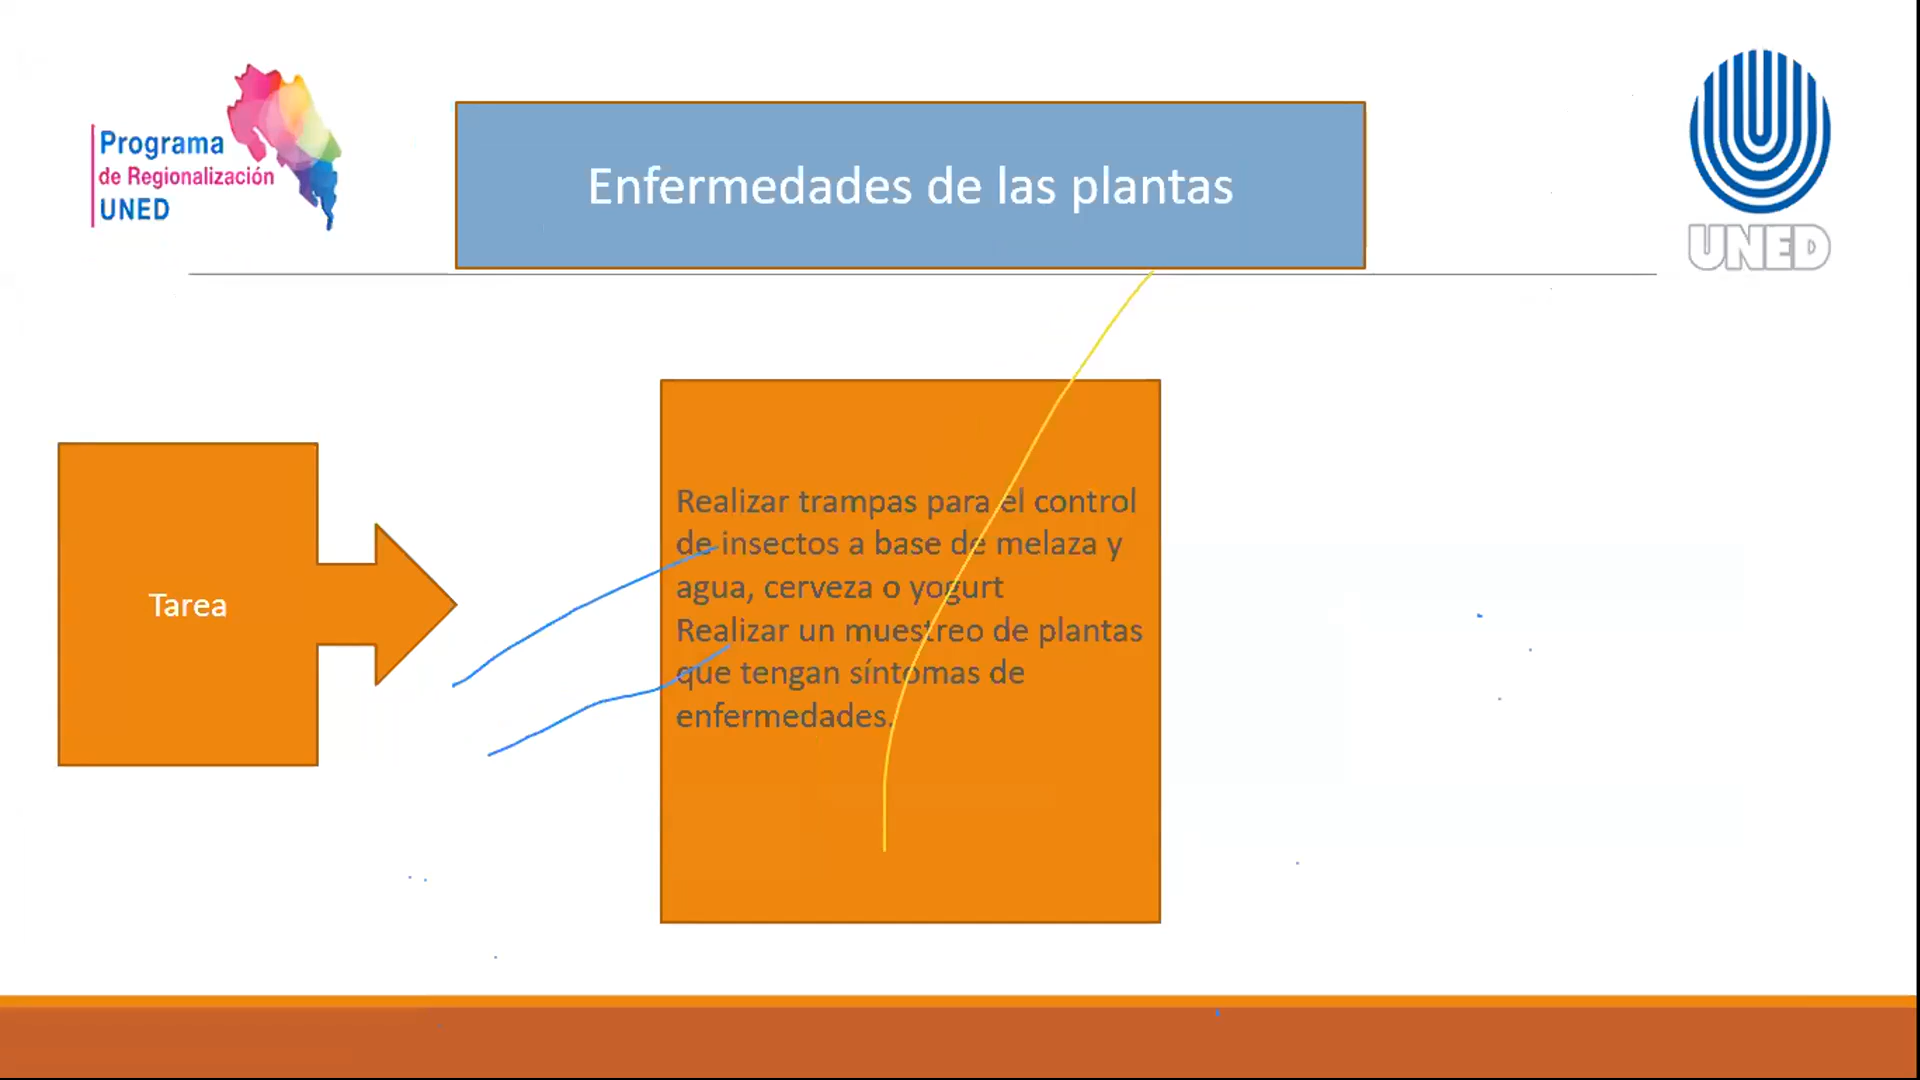 Programa
de Regionalización
UNED
Enfermedades de las plantas
UNED
Tarea
Realizar trampas para el control
de insectos a base de melaza y
agua, cerveza o yogurt
Realizar un muestreo de plantas
que tengan síntomas de
enfermedades.